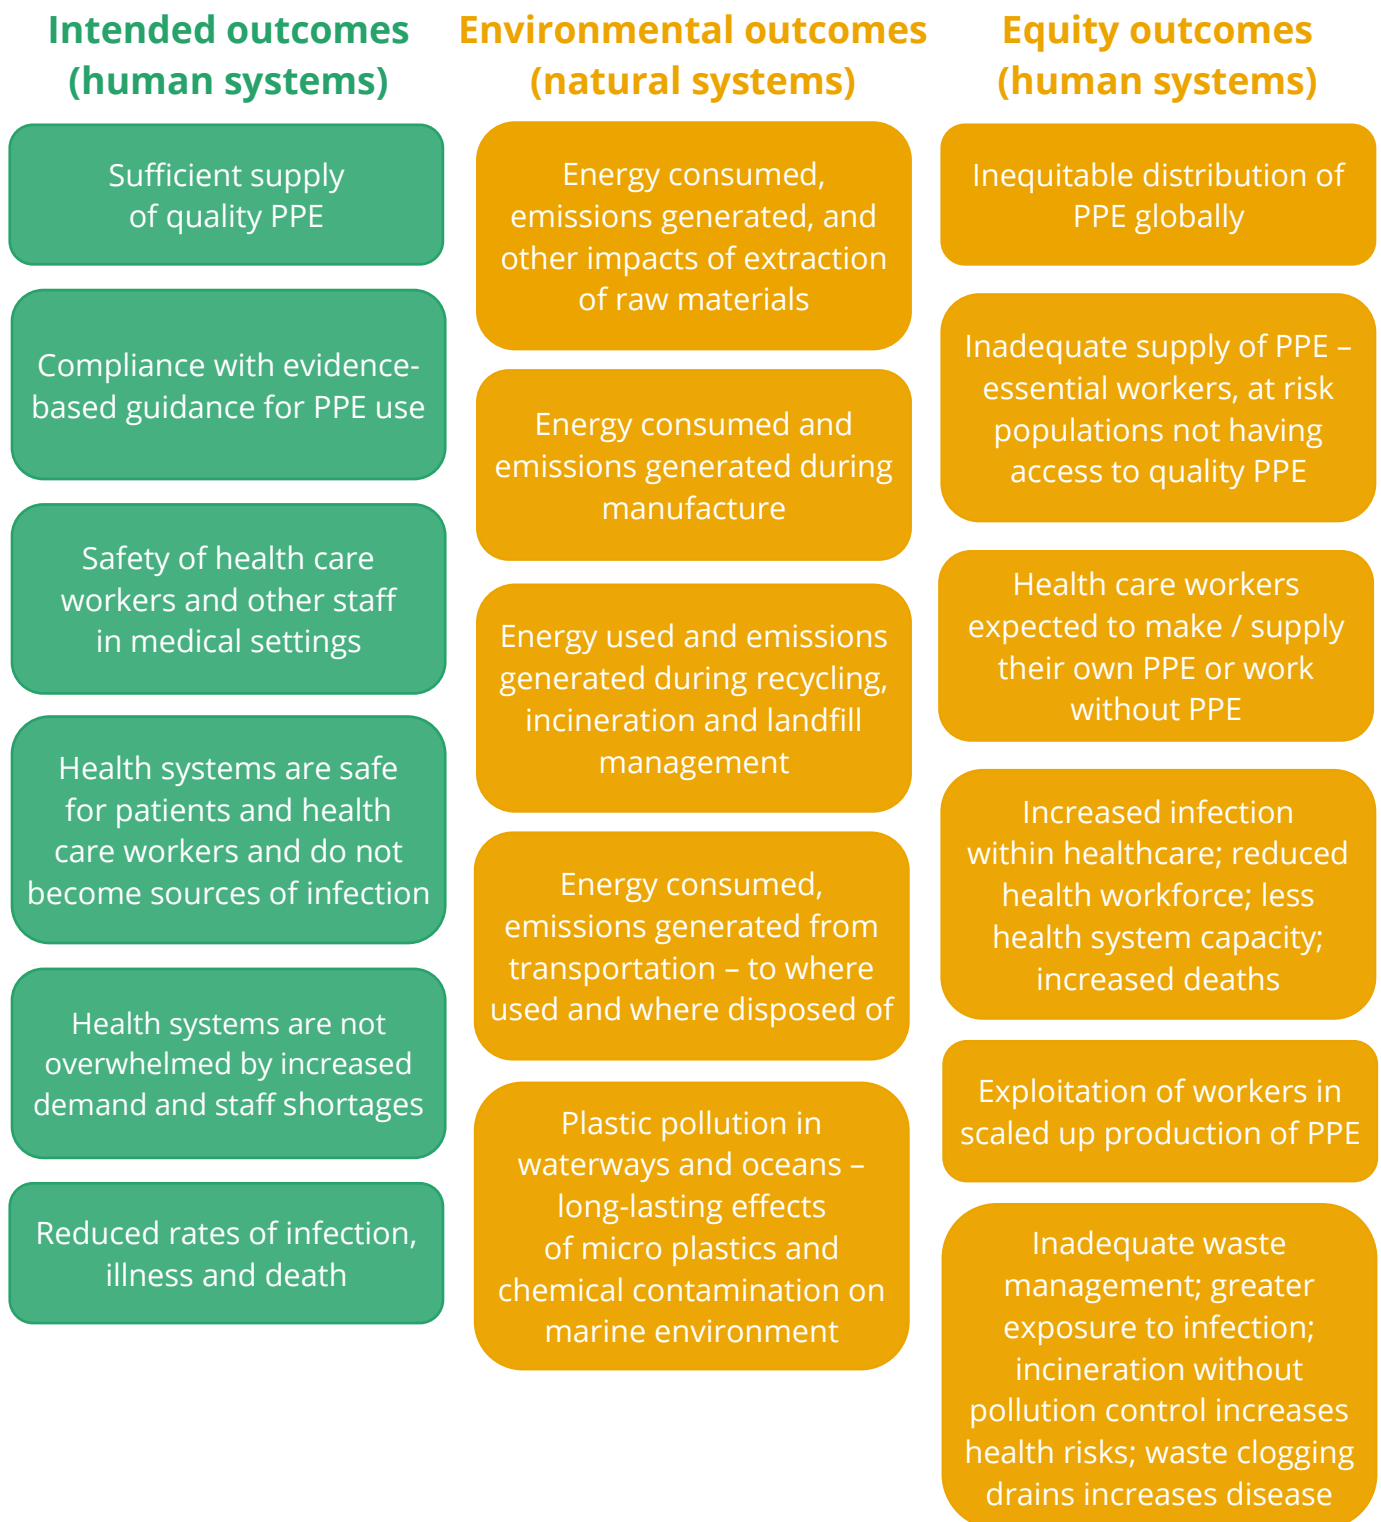 Intended outcomes
(human systems)
Sufficient supply
of quality PPE
Compliance with evidence-
based guidance for PPE use
Safety of health care
workers and other staff
in medical settings
Health systems are safe
for patients and health
care workers and do not
become sources of infection
Health systems are not
overwhelmed by increased
demand and staff shortages
Reduced rates of infection,
illness and death
Environmental outcomes
(natural systems)
Energy consumed,
emissions generated, and
other impacts of extraction
of raw materials
Energy consumed and
emissions generated during
manufacture
Energy used and emissions
generated during recycling,
incineration and landfill
management
Energy consumed,
emissions generated from
transportation – to where
used and where disposed of
Plastic pollution in
waterways and oceans –
long-lasting effects
of micro plastics and
chemical contamination on
marine environment
Equity outcomes
(human systems)
Inequitable distribution of
PPE globally
Inadequate supply of PPE –
essential workers, at risk
populations not having
access to quality PPE
Health care workers
expected to make / supply
their own PPE or work
without PPE
Increased infection
within healthcare; reduced
health workforce; less
health system capacity;
increased deaths
Exploitation of workers in
scaled up production of PPE
Inadequate waste
management; greater
exposure to infection;
incineration without
pollution control increases
health risks; waste clogging
drains increases disease